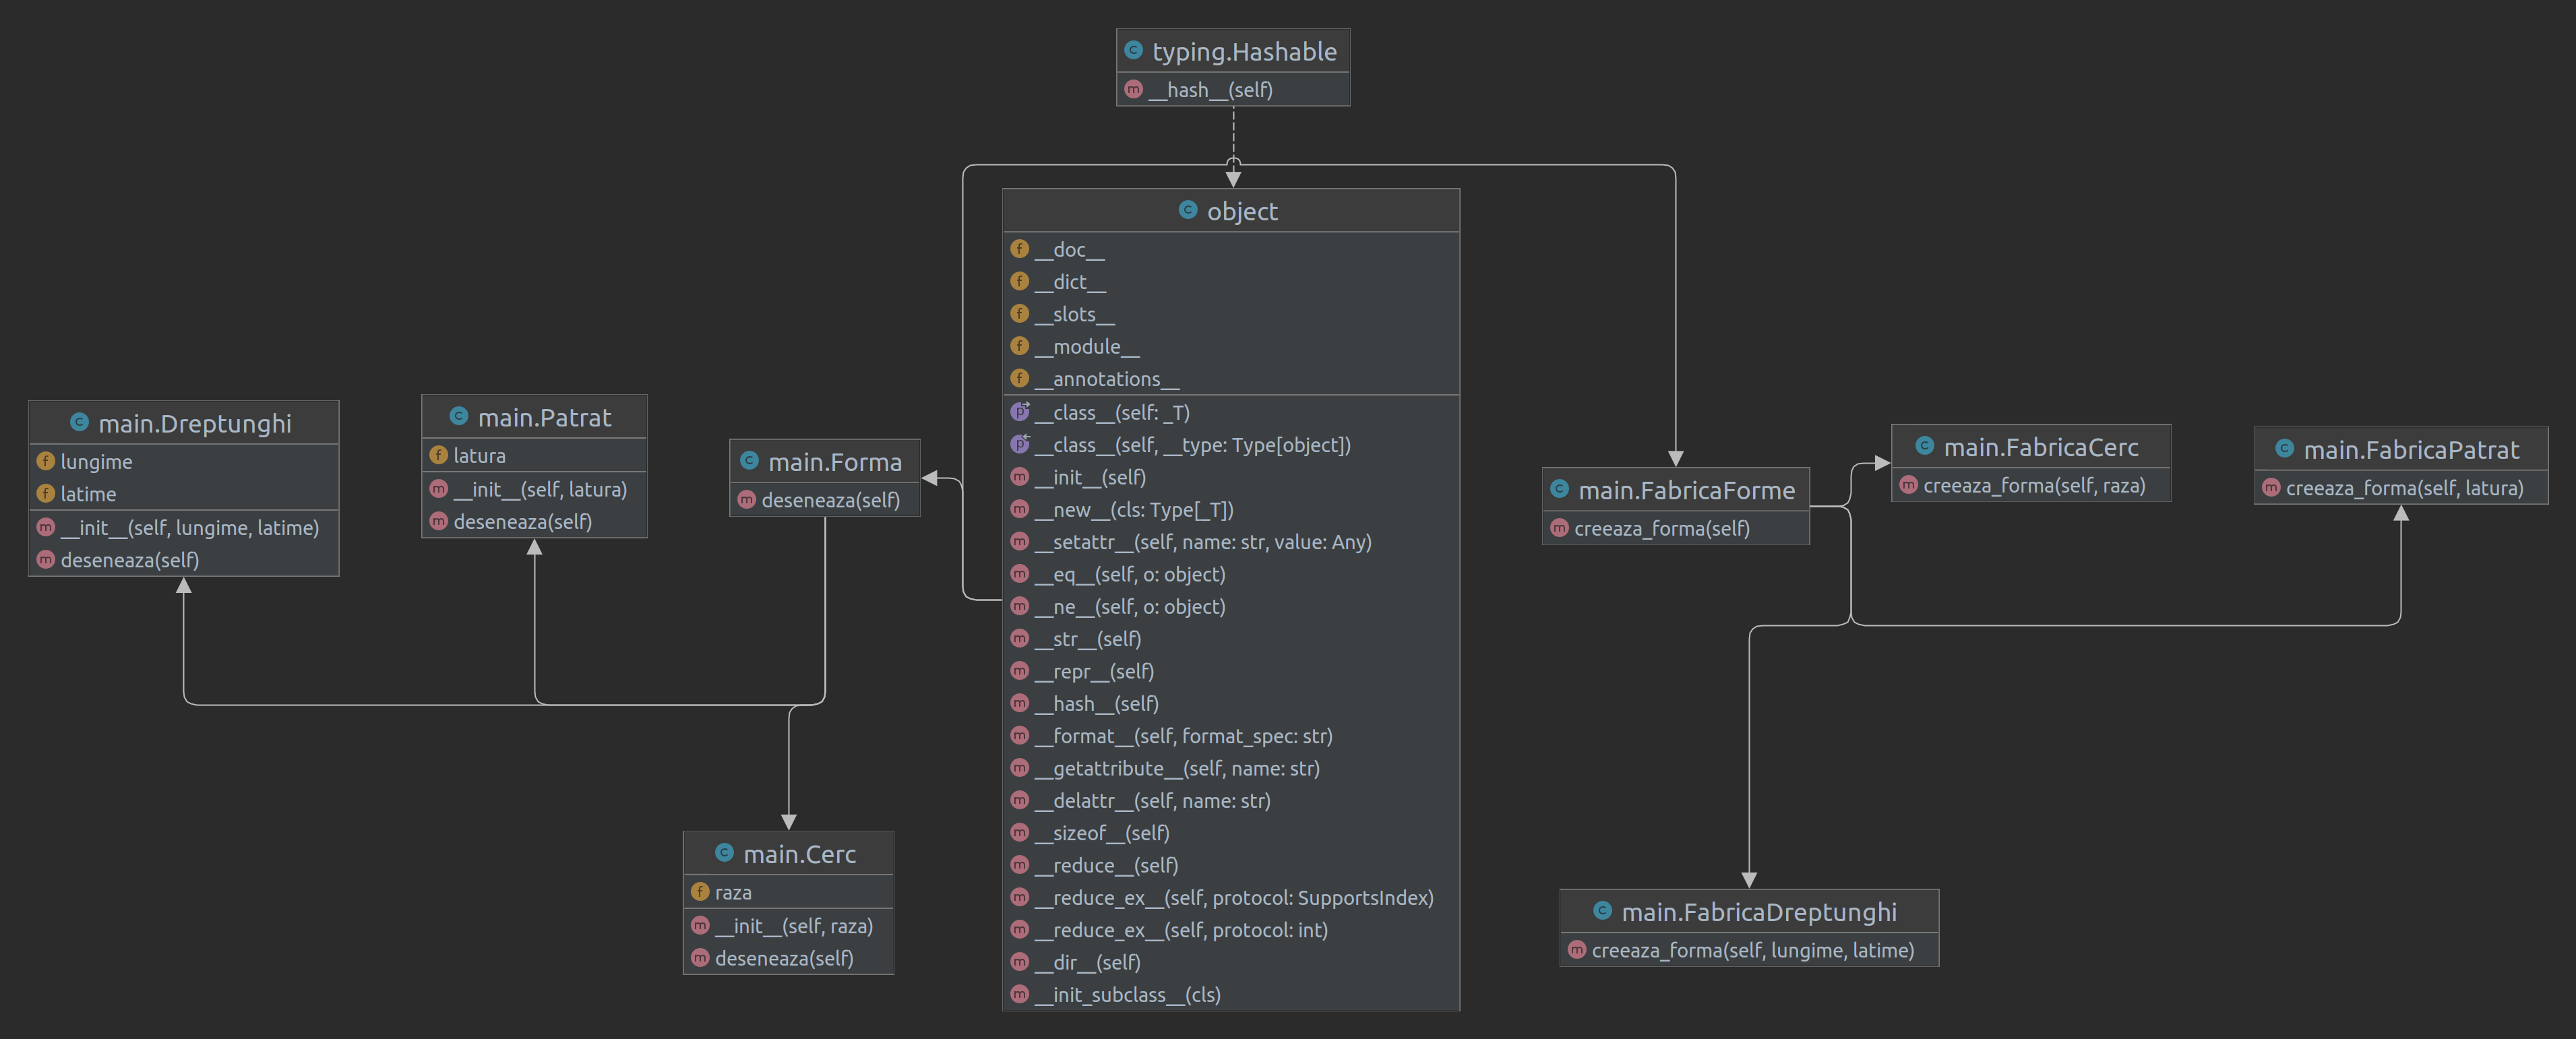 typing.Hashable
__hash__(self)
object
__doc__
__dict__
__slots__
__module__
__annotations__
__class__(self: _T)
__class__(self, __type: Type[object])
__init__(self)
__new__(cls: Type[_T])
__setattr__(self, name: str, value: Any)
__eq__(self, o: object)
__ne__(self, o: object)
__str__(self)
__repr__(self)
__hash__(self)
__format__(self, format_spec: str)
__getattribute__(self, name: str)
__delattr__(self, name: str)
__sizeof__(self)
__reduce__(self)
__reduce_ex__(self, protocol: SupportsIndex)
__reduce_ex__(self, protocol: int)
__dir__(self)
__init_subclass__(cls)
main.Dreptunghi
lungime
latime
__init__(self, lungime, latime)
deseneaza(self)
main.Patrat
latura
__init__(self, latura)
deseneaza(self)
main.Forma
deseneaza(self)
main.Cerc
raza
__init__(self, raza)
deseneaza(self)
main.FabricaForme
creeaza_forma(self)
main.FabricaCerc
creeaza_forma(self, raza)
main.FabricaPatrat
creeaza_forma(self, latura)
main.FabricaDreptunghi
creeaza_forma(self, lungime, latime)